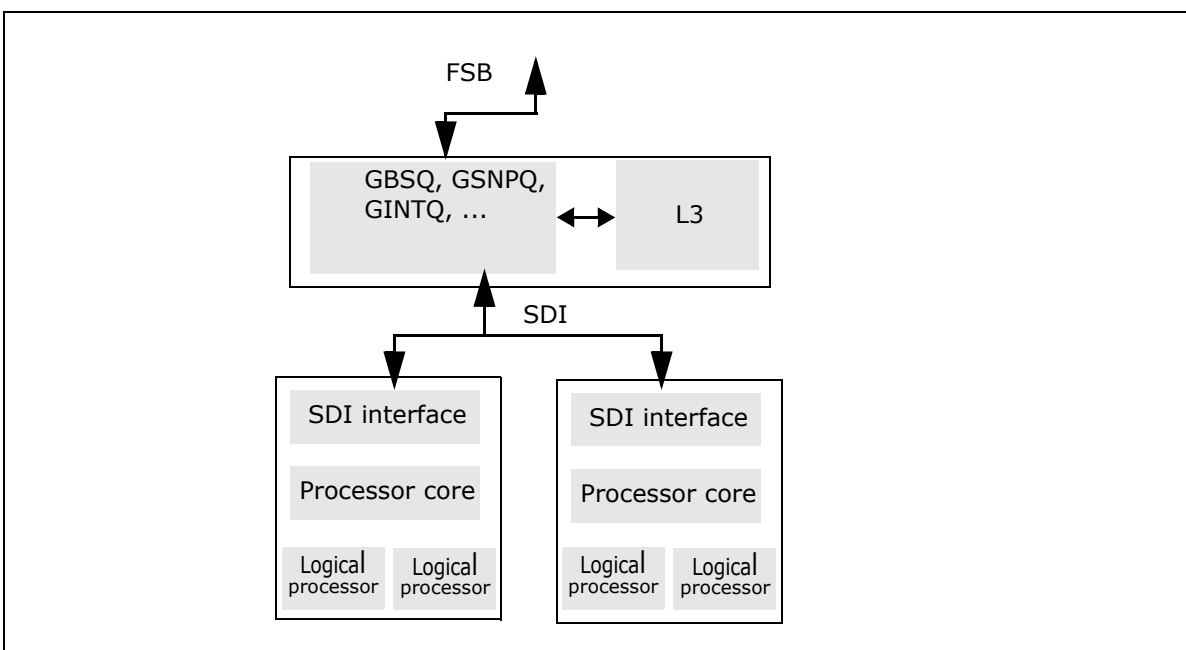 FSB
GBSQ, GSNPQ,
GINTQ, ...
L3
SDI
SDI interface
Processor core
Logical
processor
Logical
processor
SDI interface
Processor core
Logical
processor
Logical
processor